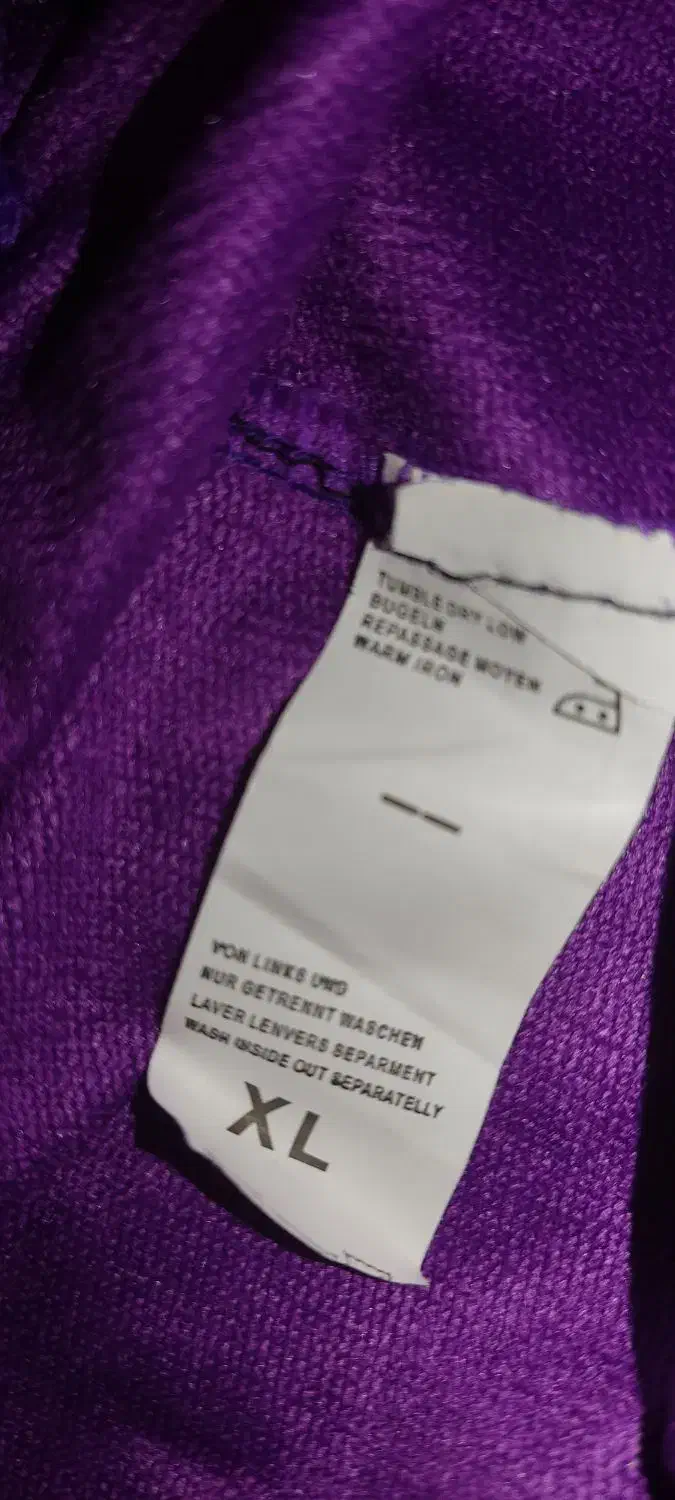 TUMBLE DRY LOW
BUGELN
REPASSAGE MOYEN
WARM IRON
VON LINKS UND
NUR GETRENNT WASCHEN
LAVER LENVERS SEPARMENT
WASH INSIDE OUT SEPARATELLY
XL